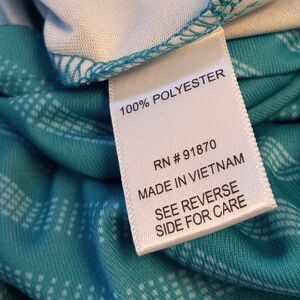 100% POLYESTER
RN # 91870
MADE IN VIETNAM
SEE REVERSE
SIDE FOR CARE